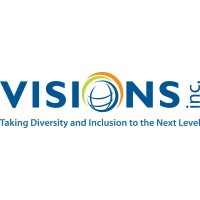 VISIONS inc.
Taking Diversity and Inclusion to the Next Level